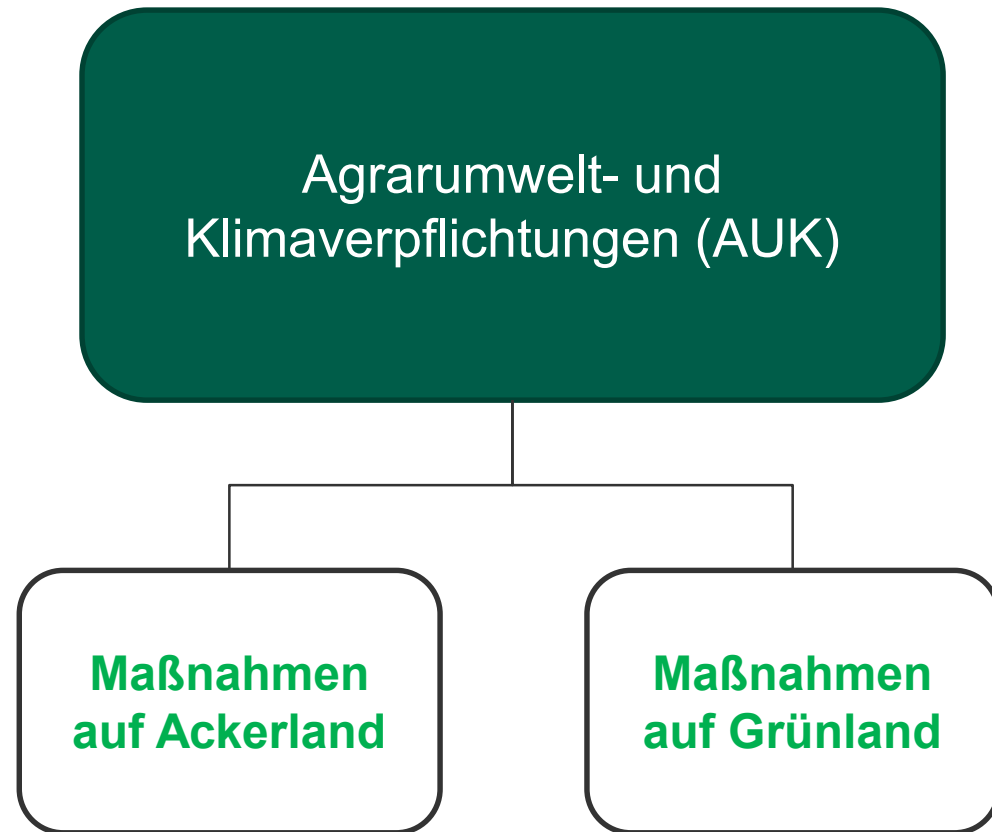 Agrarumwelt- und
Klimaverpflichtungen (AUK)
Maßnahmen
auf Ackerland
Maßnahmen
auf Grünland